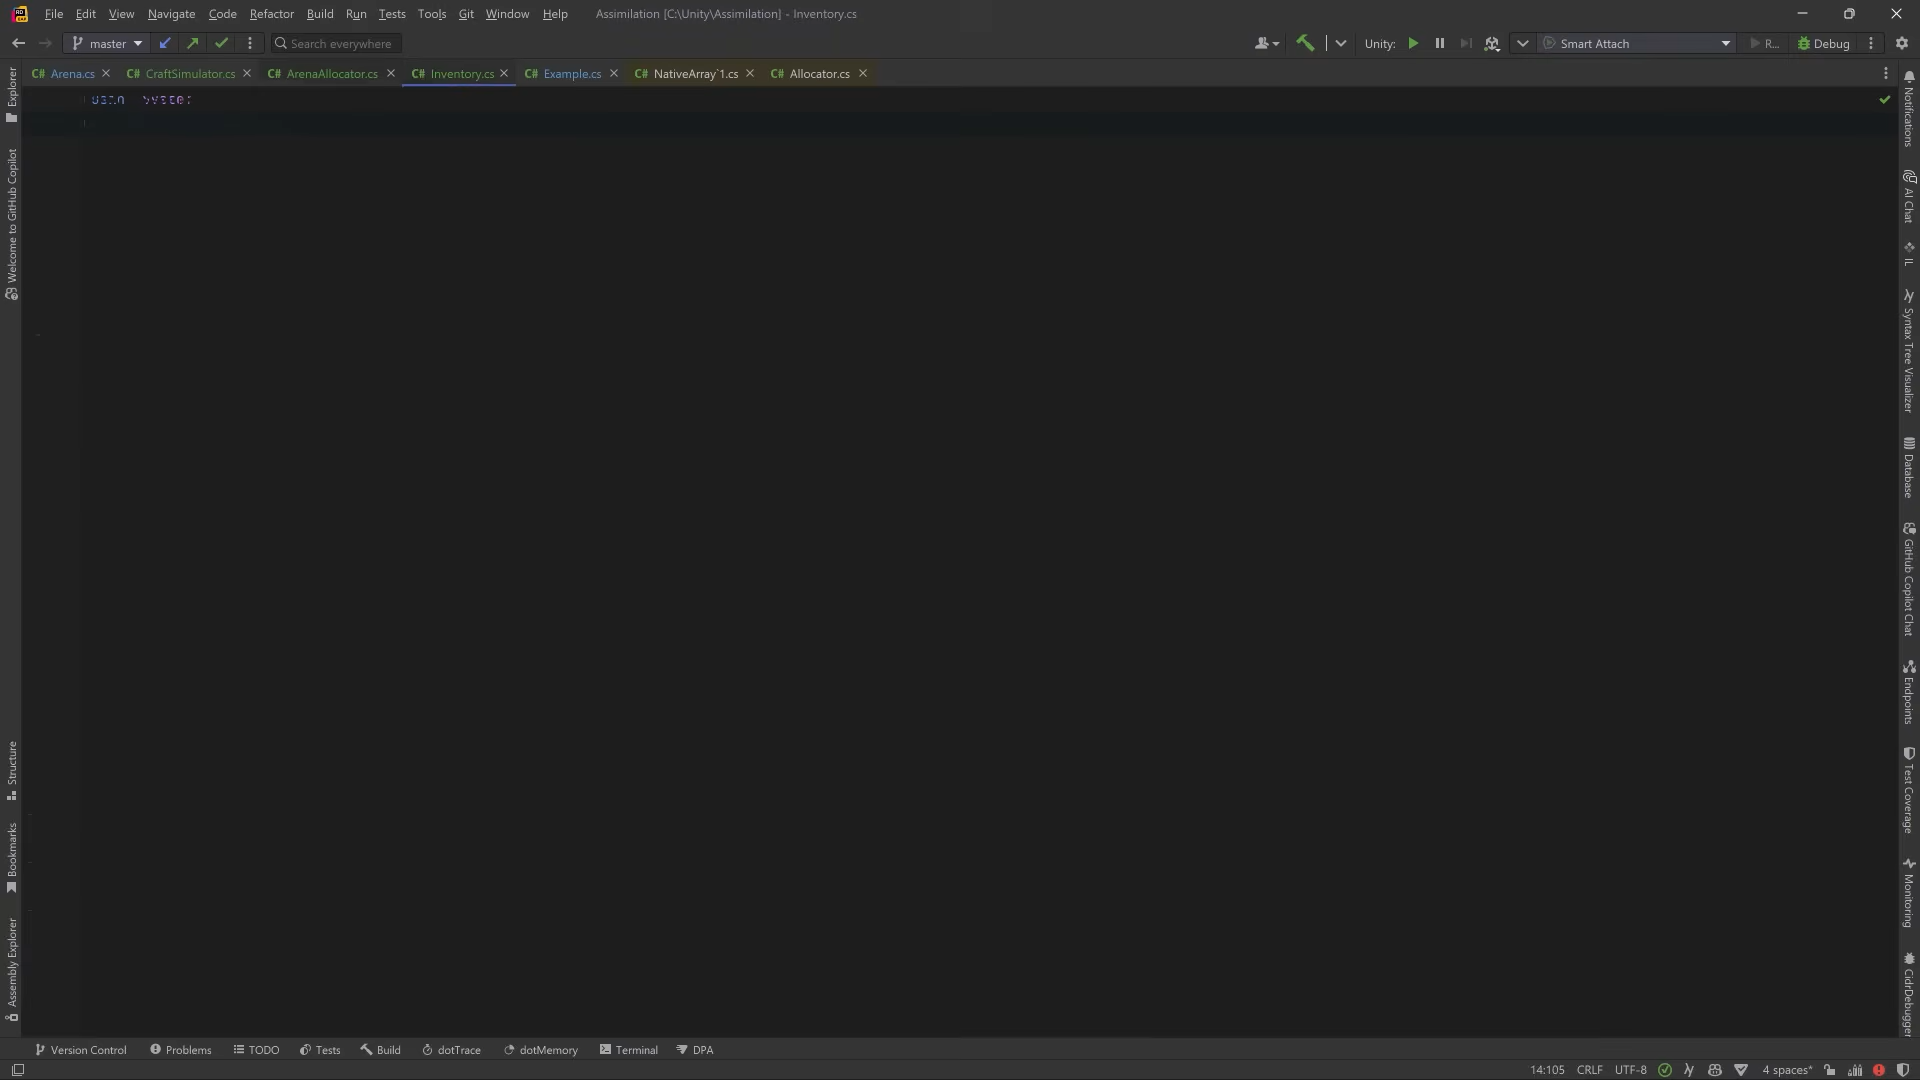 File Edit View Navigate Code Refactor Build Run Tests Tools Git Window Help Assimilation [C:\Unity\Assimilation] - Inventory.cs
master Search everywhere Unity: Smart Attach R... Debug
C# Arena.cs C# CraftSimulator.cs C# ArenaAllocator.cs C# Inventory.cs C# Example.cs C# NativeArray`1.cs C# Allocator.cs
Explorer
Welcome to GitHub Copilot
Structure
Bookmarks
Assembly Explorer
Notifications
AI Chat
IL
Syntax Tree Visualizer
Database
GitHub Copilot Chat
Endpoints
Test Coverage
Monitoring
CidrDebugger
Version Control Problems TODO Tests Build dotTrace dotMemory Terminal DPA
14:105 CRLF UTF-8 4 spaces*